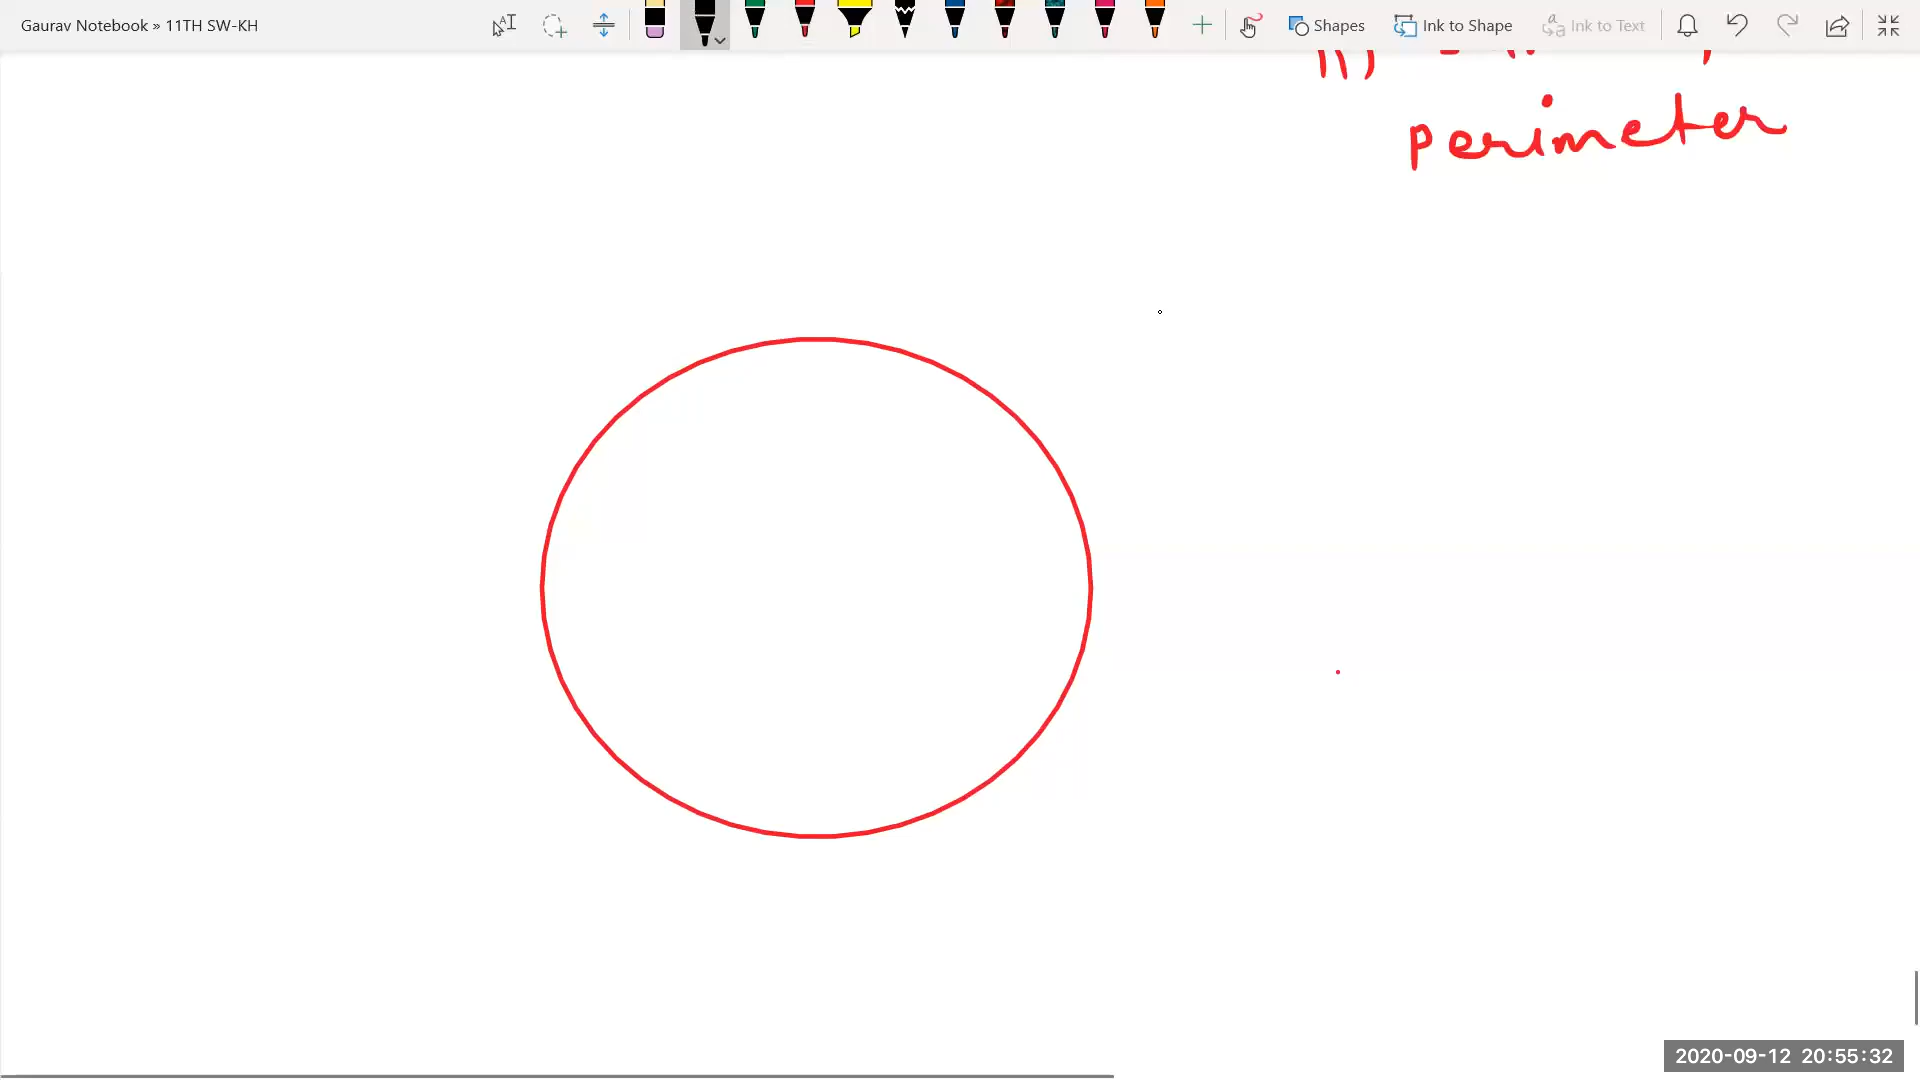 Gaurav Notebook » 11TH SW-KH
Shapes
Ink to Shape
Ink to Text
perimeter
2020-09-12 20:55:32